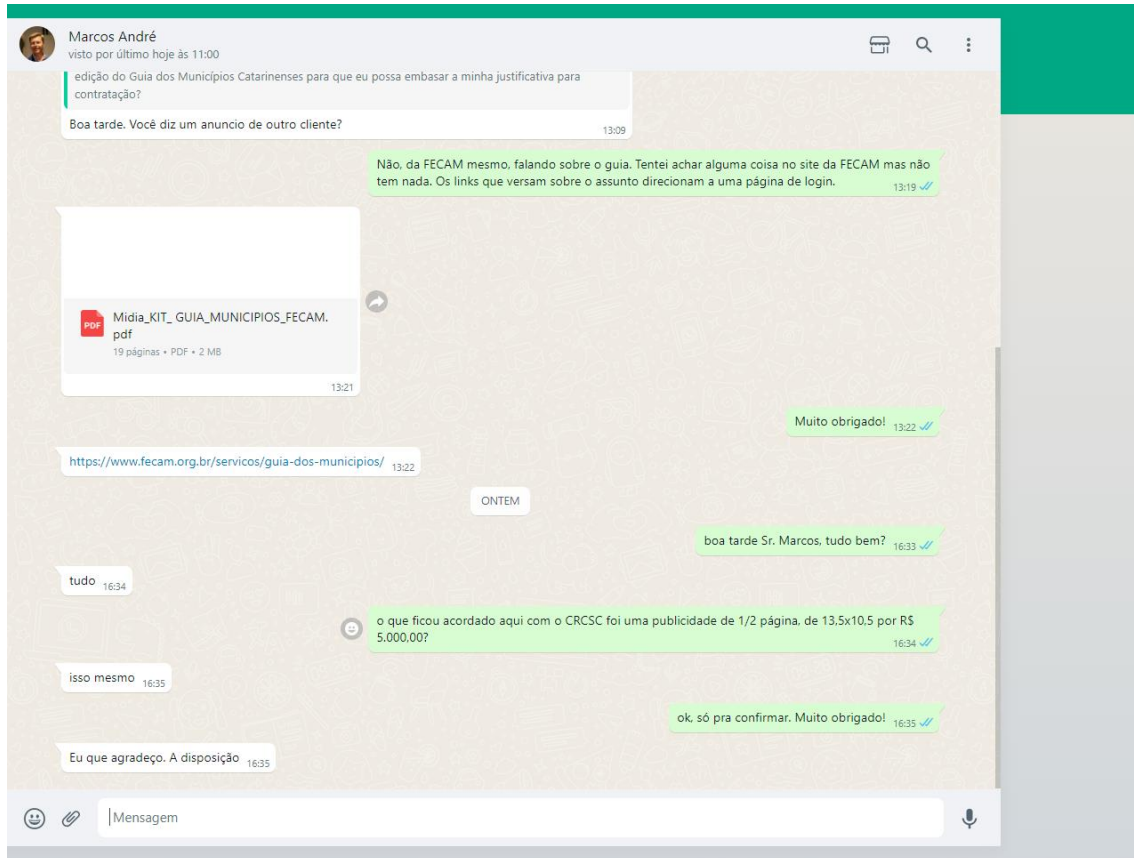 Marcos André
visto por último hoje às 11:00
edição do Guia dos Municípios Catarinenses para que eu possa embasar a minha justificativa para
contratação?
Boa tarde. Você diz um anuncio de outro cliente?
13:09
Não, da FECAM mesmo, falando sobre o guia. Tentei achar alguma coisa no site da FECAM mas não
tem nada. Os links que versam sobre o assunto direcionam a uma página de login.
13:19
PDF
Midia_KIT_ GUIA_MUNICIPIOS_FECAM.
pdf
19 páginas • PDF • 2 MB
13:21
Muito obrigado! 13:22
https://www.fecam.org.br/servicos/guia-dos-municipios/ 13:22
ONTEM
boa tarde Sr. Marcos, tudo bem? 16:33
tudo 16:34
o que ficou acordado aqui com o CRCSC foi uma publicidade de 1/2 página, de 13,5x10,5 por R$
5.000,00?
16:34
isso mesmo 16:35
ok, só pra confirmar. Muito obrigado! 16:35
Eu que agradeço. A disposição 16:35
Mensagem